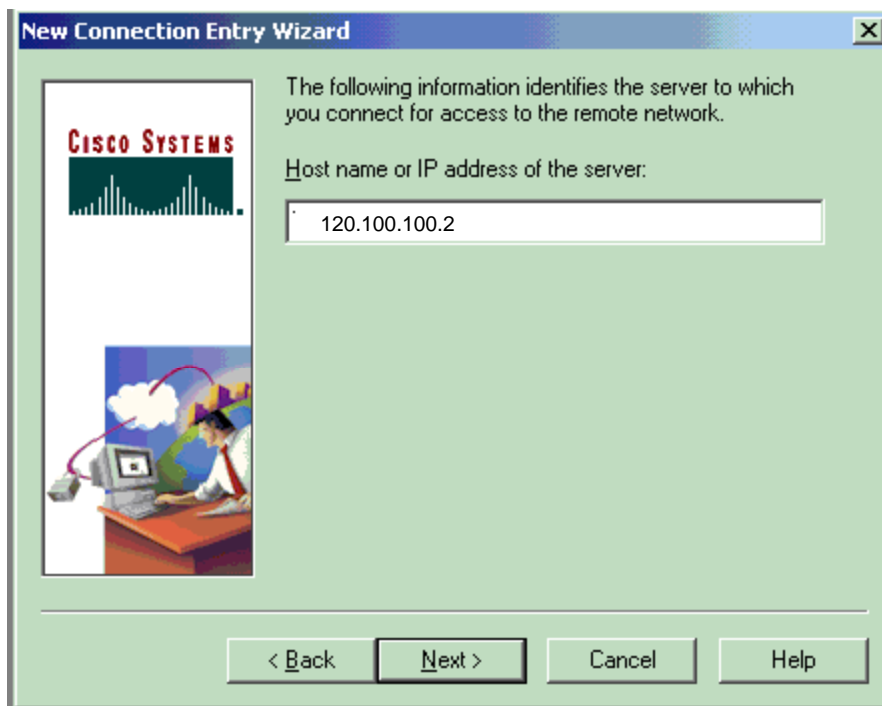 New Connection Entry Wizard
CISCO SYSTEMS
The following information identifies the server to which
you connect for access to the remote network.
Host name or IP address of the server:
120.100.100.2
< Back
Next >
Cancel
Help